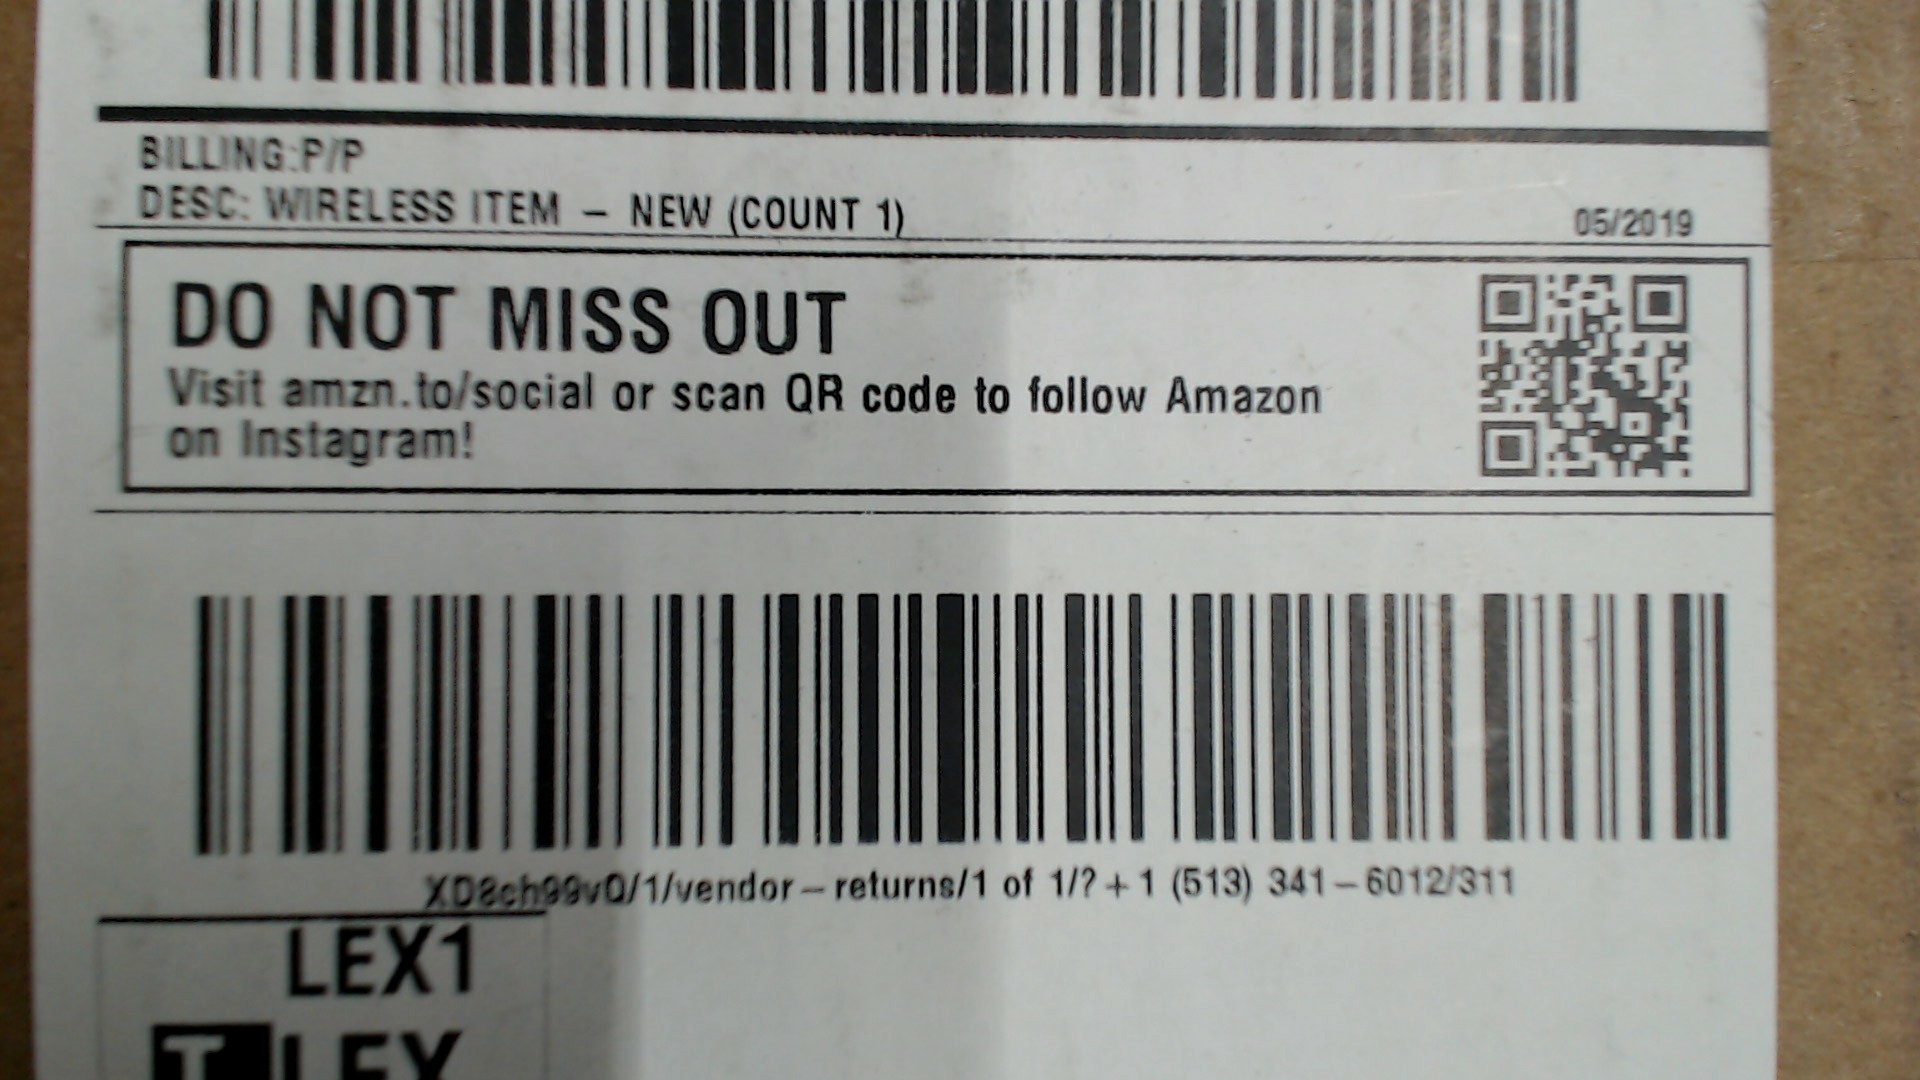 BILLING:P/P
DESC: WIRELESS ITEM – NEW (COUNT 1)
05/2019
DO NOT MISS OUT
Visit amzn.to/social or scan QR code to follow Amazon
on Instagram!
XD8ch99vQ/1/vendor–returns/1 of 1/?+1 (513) 341–6012/311
LEX1
T LEX